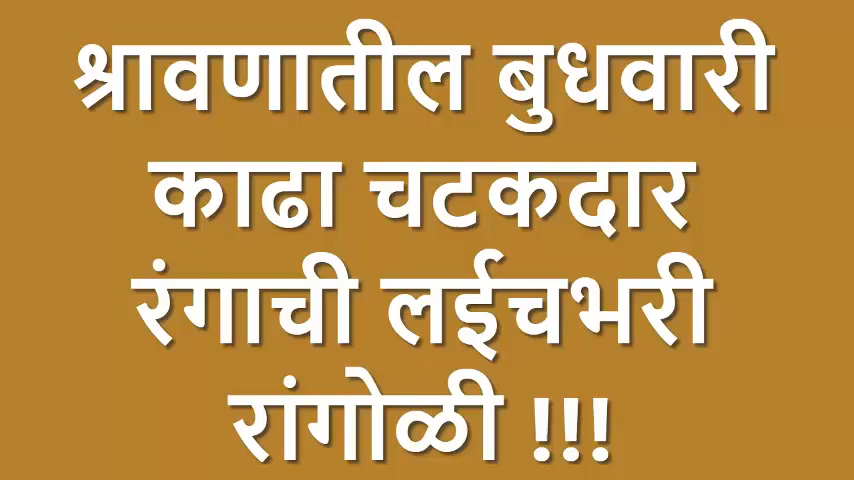 श्रावणातील बुधवारी
काढा चटकदार
रंगाची लईचभरी
रांगोळी !!!